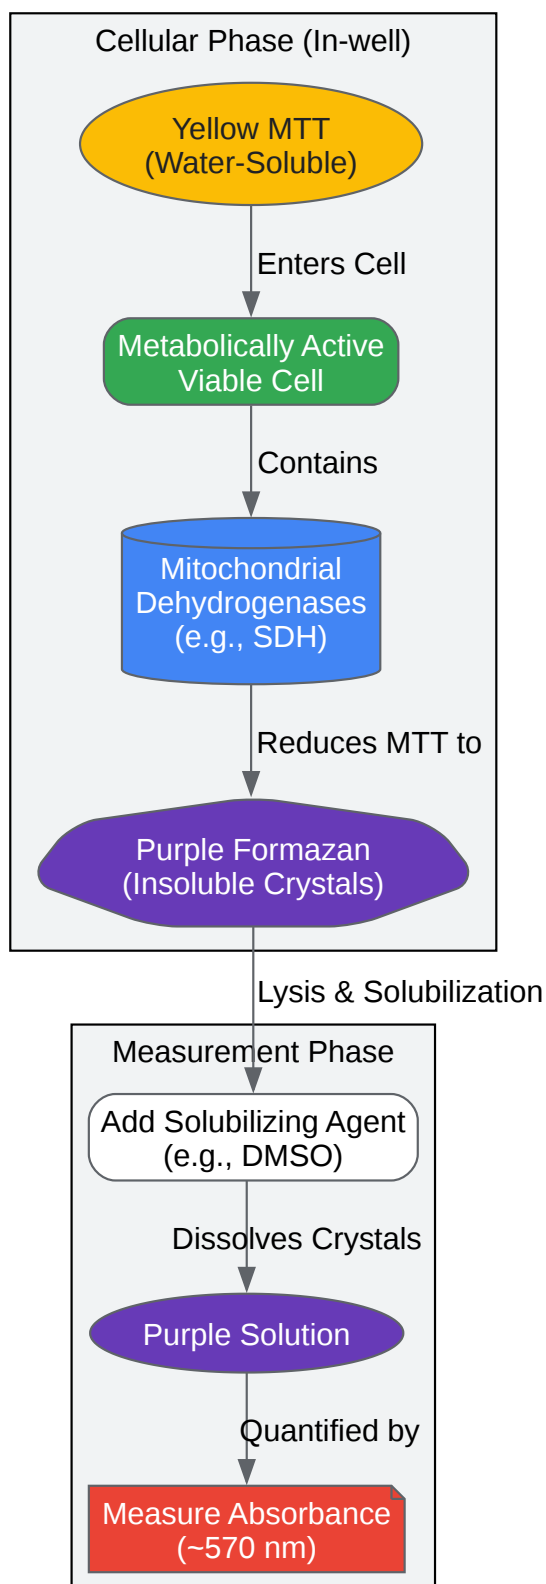 Cellular Phase (In-well)
Yellow MTT
(Water-Soluble)
Enters Cell
Metabolically Active
Viable Cell
Contains
Mitochondrial
Dehydrogenases
(e.g., SDH)
Reduces MTT to
Purple Formazan
(Insoluble Crystals)
Lysis & Solubilization
Measurement Phase
Add Solubilizing Agent
(e.g., DMSO)
Dissolves Crystals
Purple Solution
Quantified by
Measure Absorbance
(~570 nm)